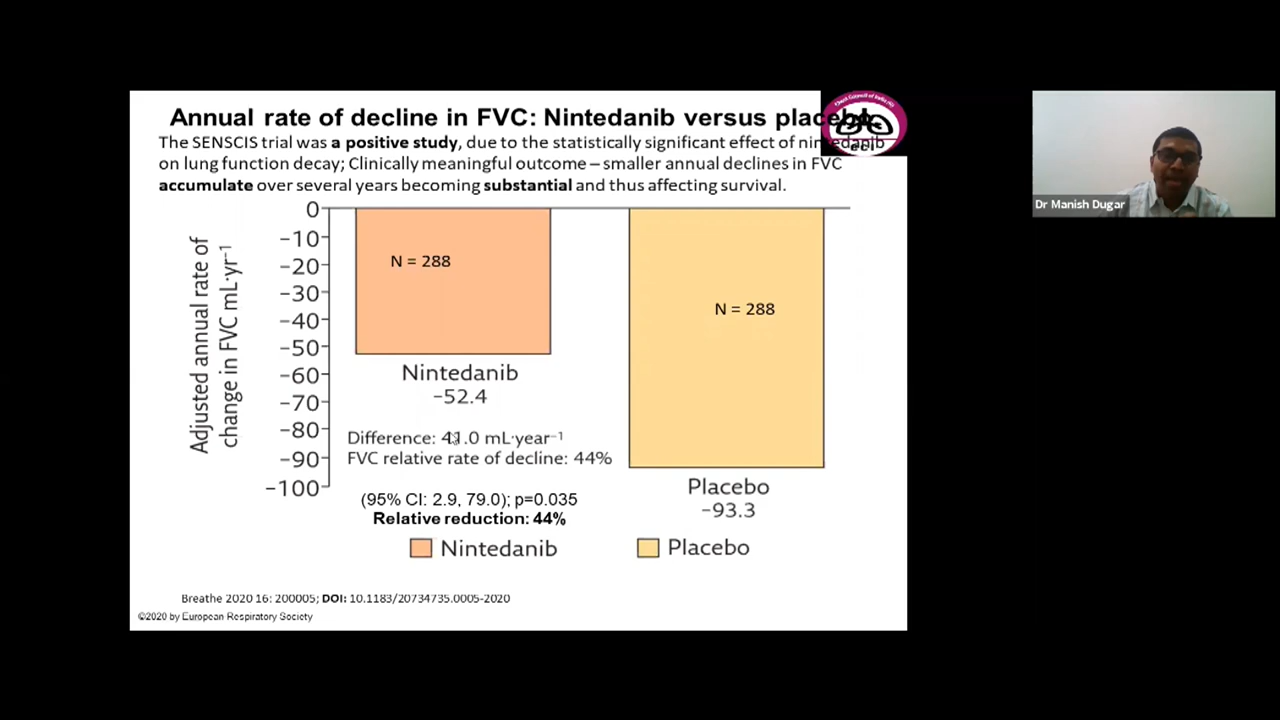 Annual rate of decline in FVC: Nintedanib versus placebo
The SENSCIS trial was a positive study, due to the statistically significant effect of nintedanib
on lung function decay; Clinically meaningful outcome – smaller annual declines in FVC
accumulate over several years becoming substantial and thus affecting survival.
Dr Manish Dugar
Adjusted annual rate of
change in FVC mL·yr⁻¹
0
−10
−20
−30
−40
−50
−60
−70
−80
−90
−100
N = 288
N = 288
Nintedanib
−52.4
Difference: 41.0 mL·year⁻¹
FVC relative rate of decline: 44%
(95% CI: 2.9, 79.0); p=0.035
Relative reduction: 44%
Placebo
−93.3
Nintedanib
Placebo
Breathe 2020 16: 200005; DOI: 10.1183/20734735.0005-2020
©2020 by European Respiratory Society